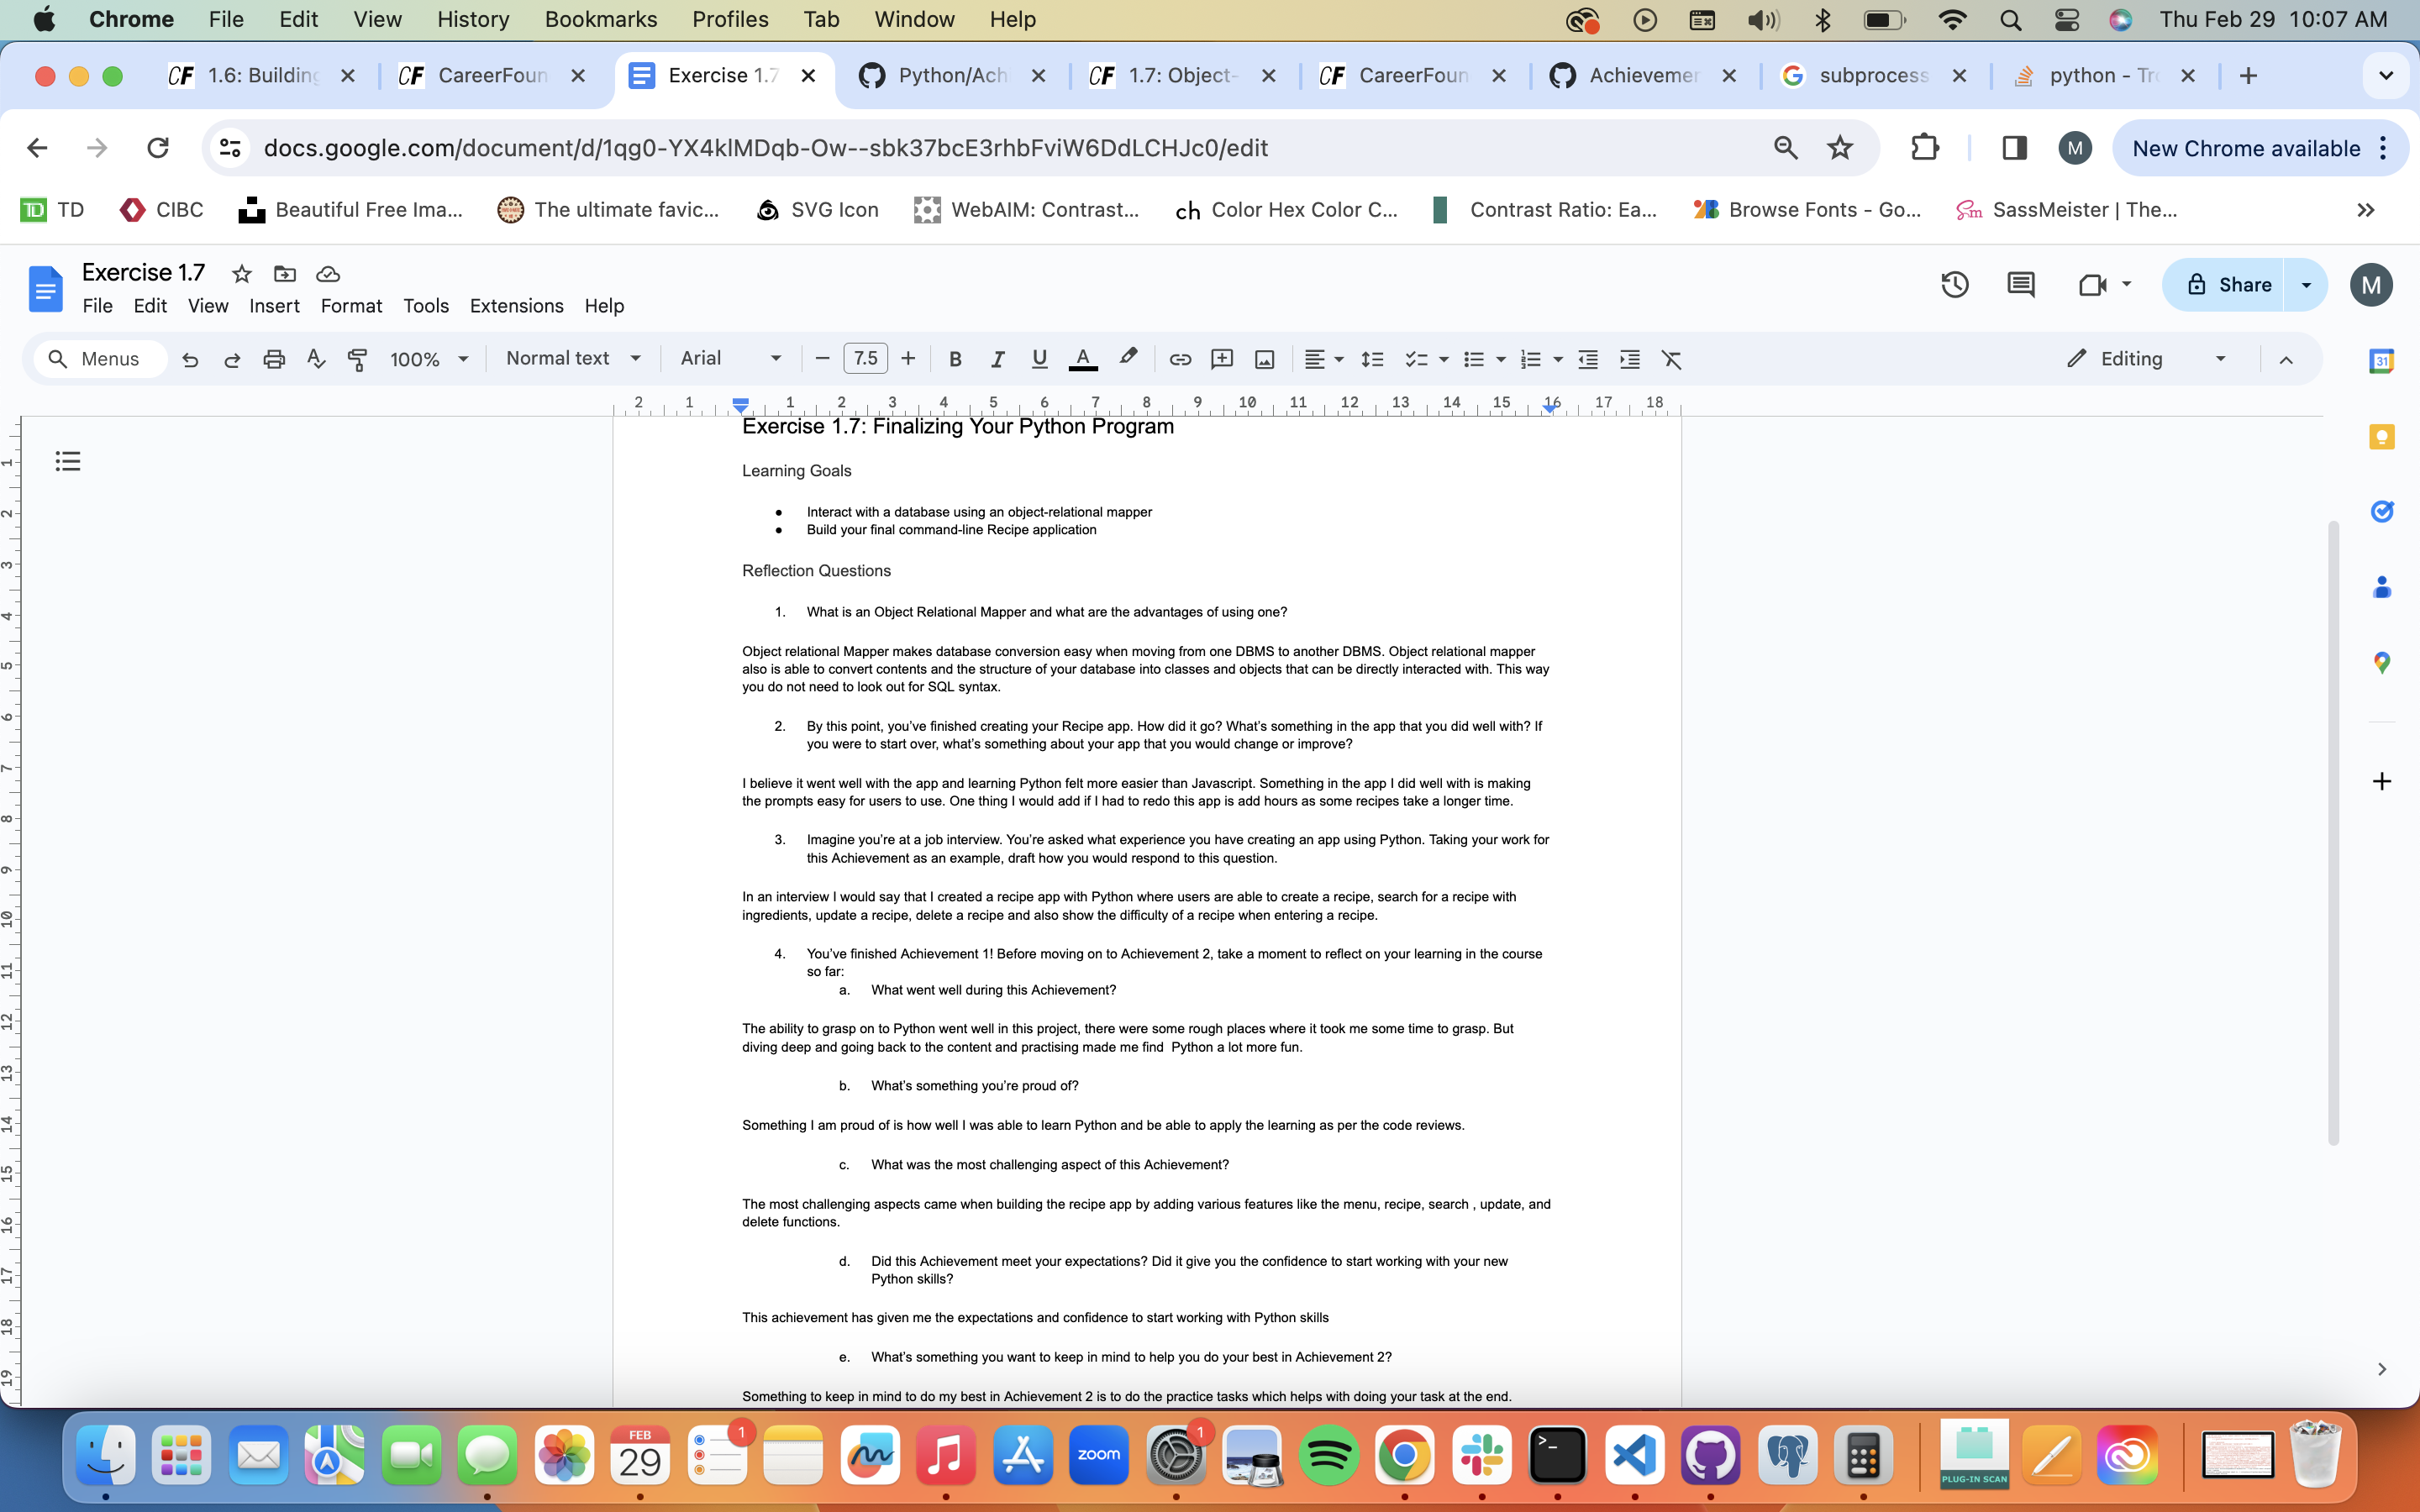 Chrome File Edit View History Bookmarks Profiles Tab Window Help Thu Feb 29 10:07 AM
CF 1.6: Building CF CareerFoun Exercise 1.7 Python/Ach CF 1.7: Object- CF CareerFoun Achievemen subprocess python - Tr
docs.google.com/document/d/1qg0-YX4klMDqb-Ow--sbk37bcE3rhbFviW6DdLCHJc0/edit M New Chrome available
TD TD CIBC Beautiful Free Ima... The ultimate favic... SVG Icon WebAIM: Contrast... ch Color Hex Color C... Contrast Ratio: Ea... Browse Fonts - Go... Sm SassMeister | The...
Exercise 1.7
File Edit View Insert Format Tools Extensions Help
Share M
Menus 100% Normal text Arial 7.5 B I U A Editing 31
2 1 1 2 3 4 5 6 7 8 9 10 11 12 13 14 15 16 17 18
Exercise 1.7: Finalizing Your Python Program
Learning Goals
● Interact with a database using an object-relational mapper
● Build your final command-line Recipe application
Reflection Questions
1. What is an Object Relational Mapper and what are the advantages of using one?
Object relational Mapper makes database conversion easy when moving from one DBMS to another DBMS. Object relational mapper
also is able to convert contents and the structure of your database into classes and objects that can be directly interacted with. This way
you do not need to look out for SQL syntax.
2. By this point, you've finished creating your Recipe app. How did it go? What's something in the app that you did well with? If
you were to start over, what's something about your app that you would change or improve?
I believe it went well with the app and learning Python felt more easier than Javascript. Something in the app I did well with is making
the prompts easy for users to use. One thing I would add if I had to redo this app is add hours as some recipes take a longer time.
3. Imagine you're at a job interview. You're asked what experience you have creating an app using Python. Taking your work for
this Achievement as an example, draft how you would respond to this question.
In an interview I would say that I created a recipe app with Python where users are able to create a recipe, search for a recipe with
ingredients, update a recipe, delete a recipe and also show the difficulty of a recipe when entering a recipe.
4. You've finished Achievement 1! Before moving on to Achievement 2, take a moment to reflect on your learning in the course
so far:
a. What went well during this Achievement?
The ability to grasp on to Python went well in this project, there were some rough places where it took me some time to grasp. But
diving deep and going back to the content and practising made me find  Python a lot more fun.
b. What's something you're proud of?
Something I am proud of is how well I was able to learn Python and be able to apply the learning as per the code reviews.
c. What was the most challenging aspect of this Achievement?
The most challenging aspects came when building the recipe app by adding various features like the menu, recipe, search , update, and
delete functions.
d. Did this Achievement meet your expectations? Did it give you the confidence to start working with your new
Python skills?
This achievement has given me the expectations and confidence to start working with Python skills
e. What's something you want to keep in mind to help you do your best in Achievement 2?
Something to keep in mind to do my best in Achievement 2 is to do the practice tasks which helps with doing your task at the end.
1 2 3 4 5 6 7 8 9 10 11 12 13 14 15 16 17 18 19
FEB
29 1 zoom 1 >_ PLUG-IN SCAN